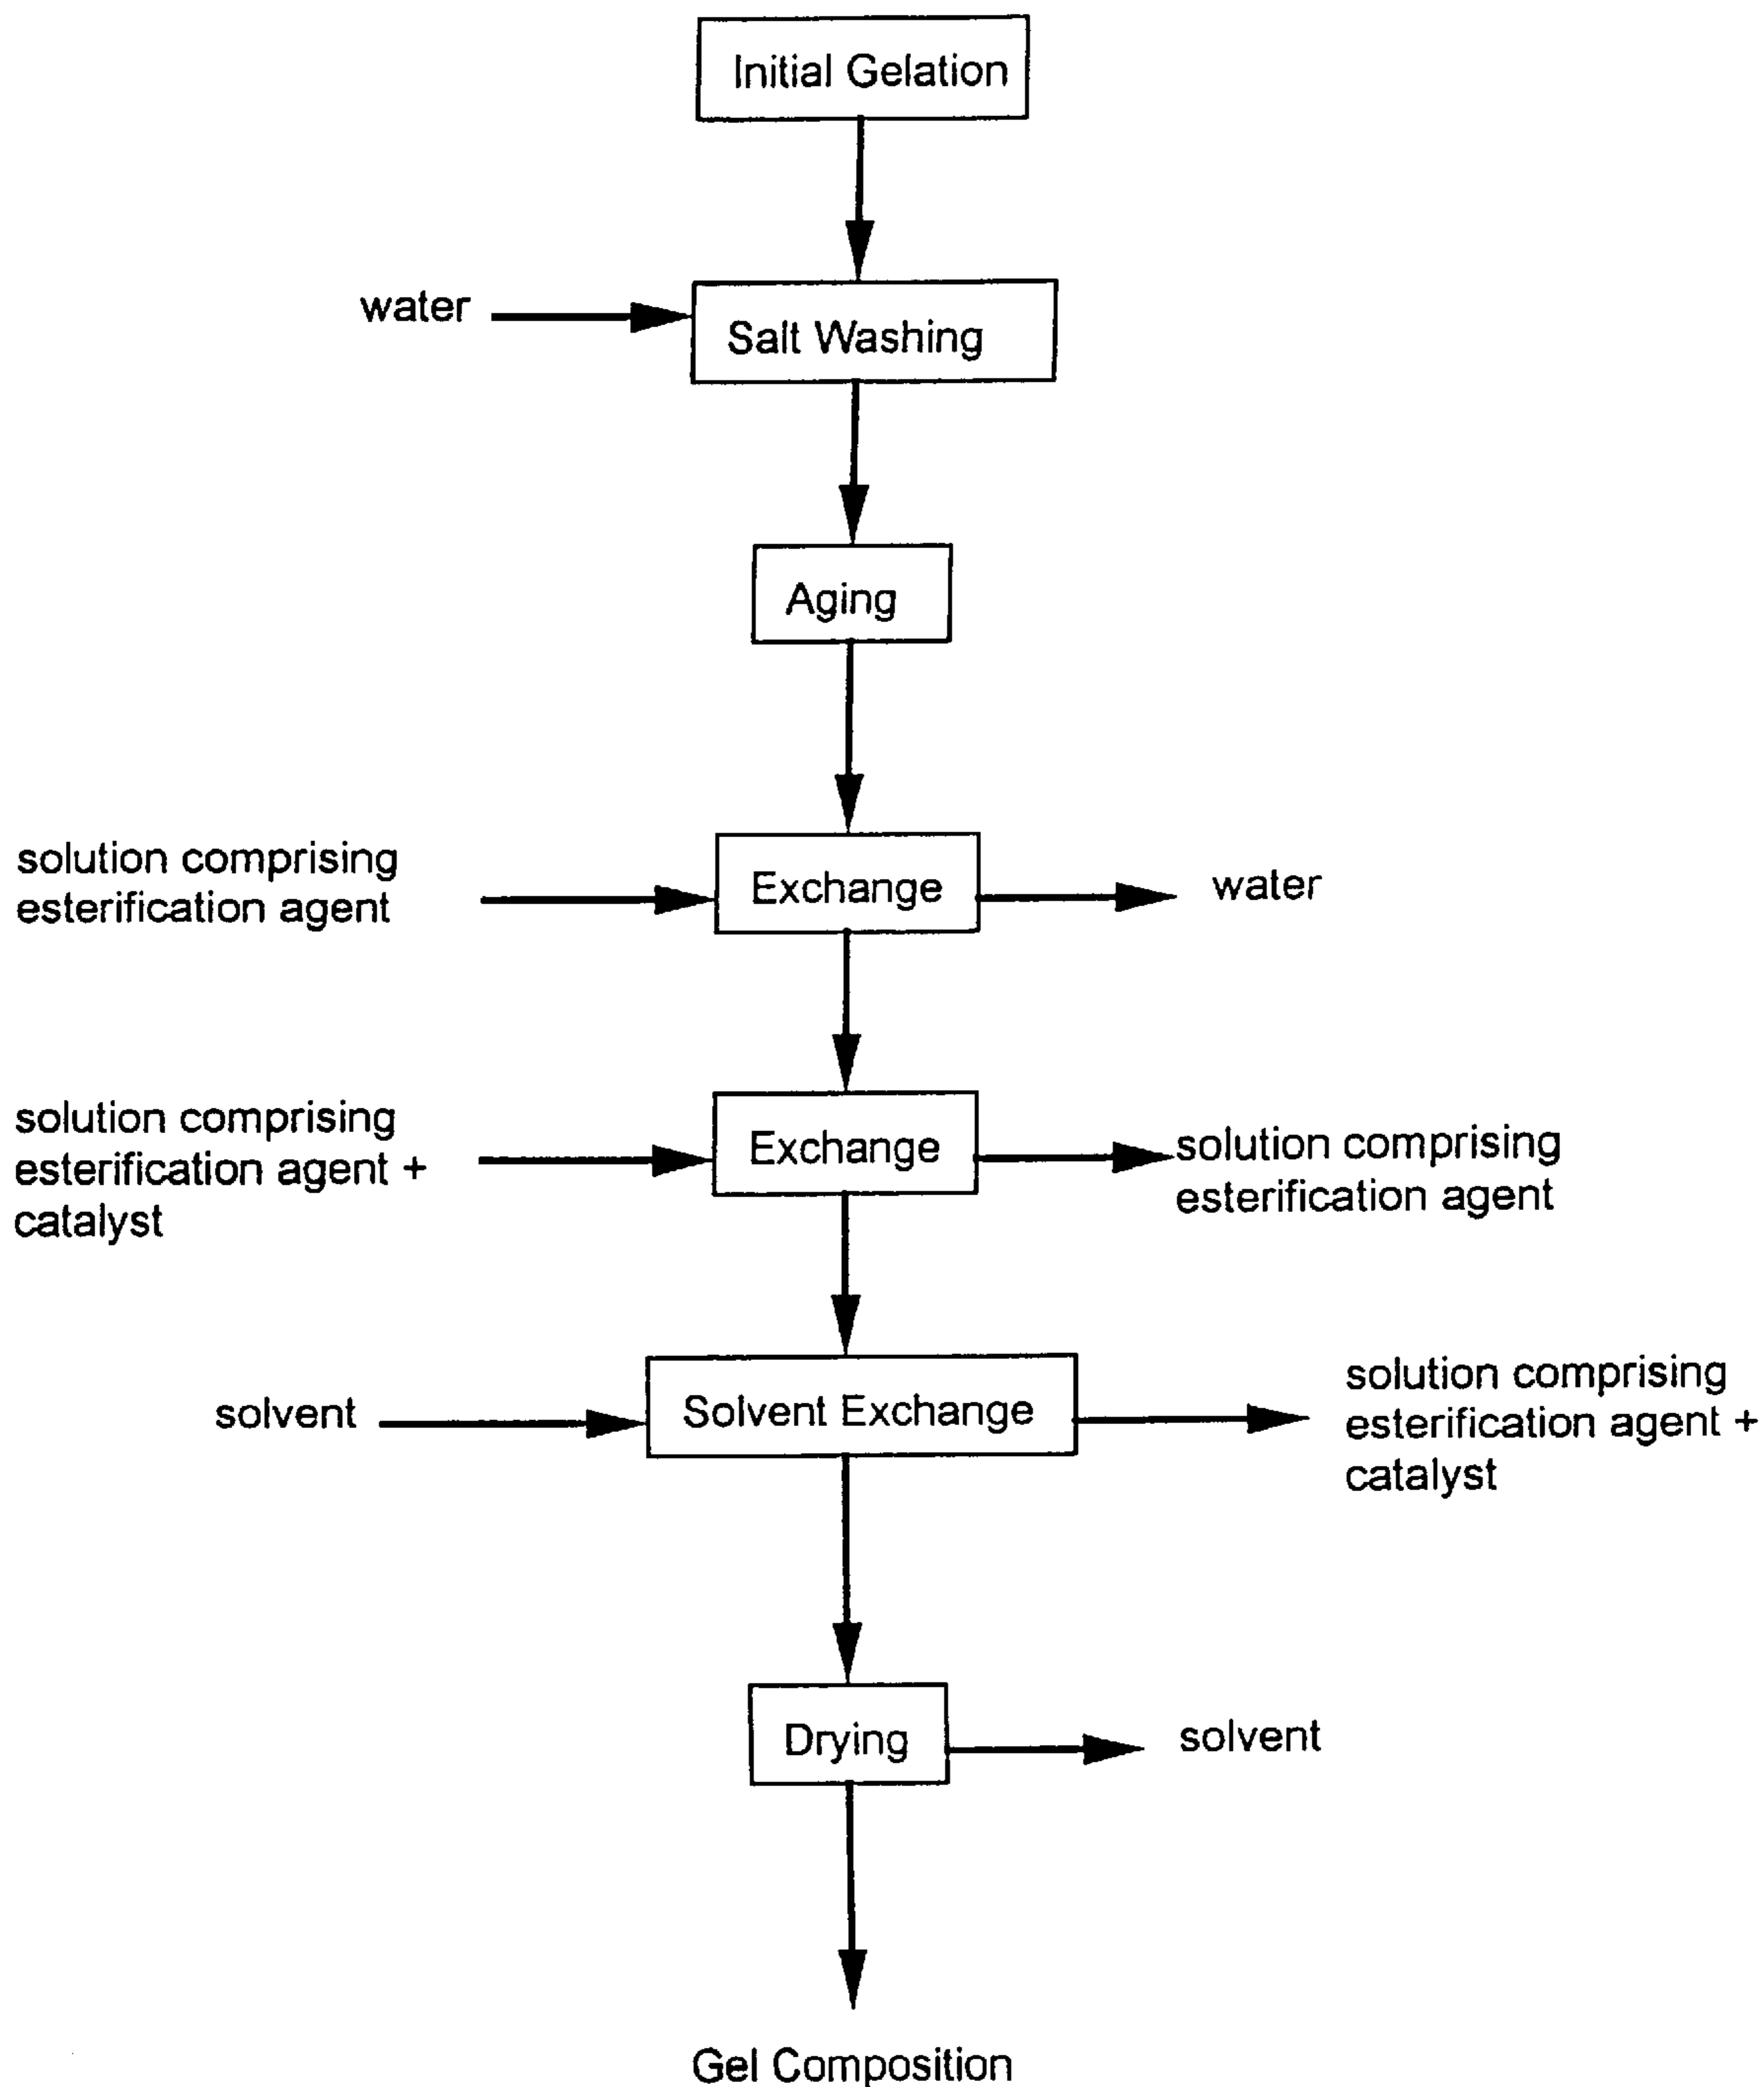 Initial Gelation
water
Salt Washing
Aging
solution comprising
esterification agent
Exchange
water
solution comprising
esterification agent +
catalyst
Exchange
solution comprising
esterification agent
solvent
Solvent Exchange
solution comprising
esterification agent +
catalyst
Drying
solvent
Gel Composition